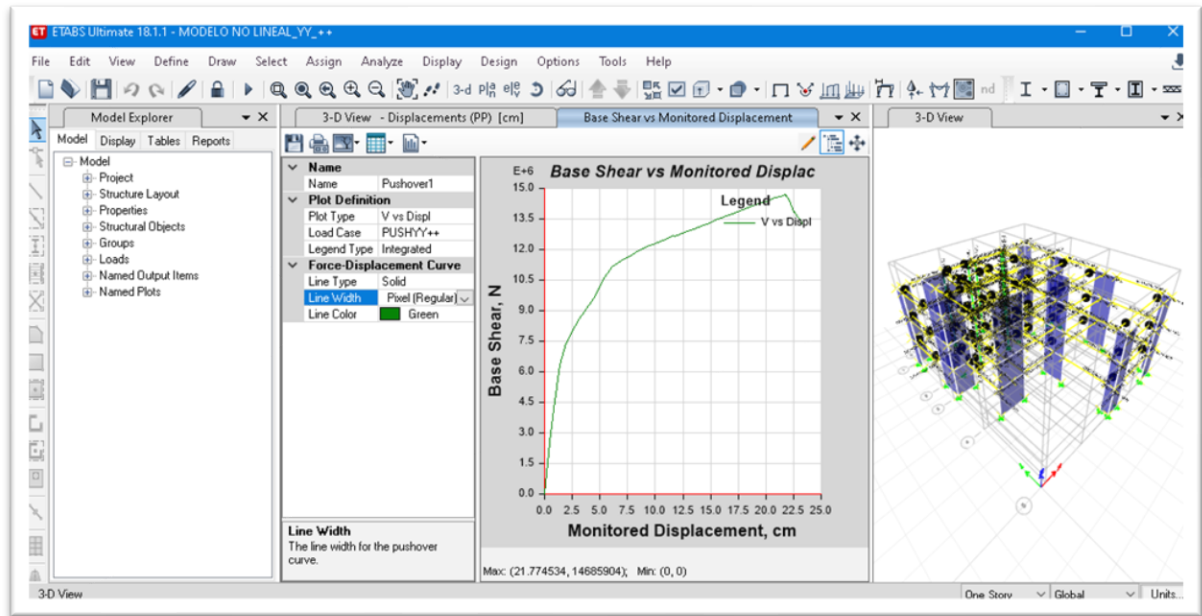 ETABS Ultimate 18.1.1 - MODELO NO LINEAL_YY_++
File Edit View Define Draw Select Assign Analyze Display Design Options Tools Help
3-d
nd
Model Explorer
Model Display Tables Reports
Model
Project
Structure Layout
Properties
Structural Objects
Groups
Loads
Named Output Items
Named Plots
3-D View - Displacements (PP) [cm]
Base Shear vs Monitored Displacement
Name
Name Pushover1
Plot Definition
Plot Type V vs Displ
Load Case PUSHYY++
Legend Type Integrated
Force-Displacement Curve
Line Type Solid
Line Width Pixel (Regular)
Line Color Green
Line Width
The line width for the pushover
curve.
E+6 Base Shear vs Monitored Displac
15.0
13.5
12.0
10.5
9.0
7.5
6.0
4.5
3.0
1.5
0.0
Base Shear, N
Legend
V vs Displ
0.0 2.5 5.0 7.5 10.0 12.5 15.0 17.5 20.0 22.5 25.0
Monitored Displacement, cm
Max: (21.774534, 14685904); Min: (0, 0)
3-D View
3-D View
One Story Global Units...